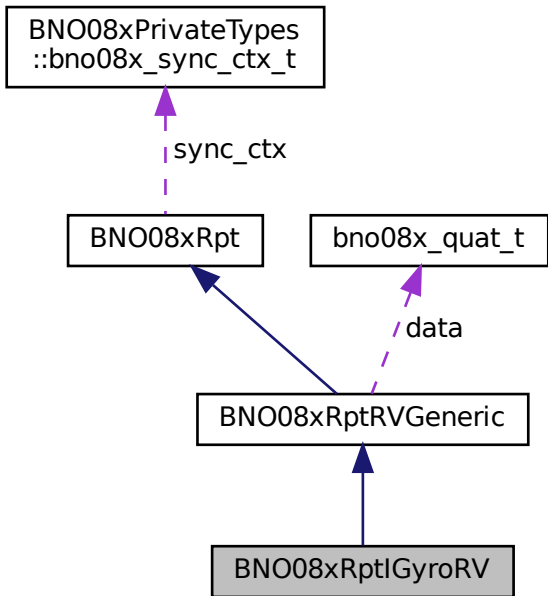 BNO08xPrivateTypes
::bno08x_sync_ctx_t
sync_ctx
BNO08xRpt
bno08x_quat_t
data
BNO08xRptRVGeneric
BNO08xRptIGyroRV